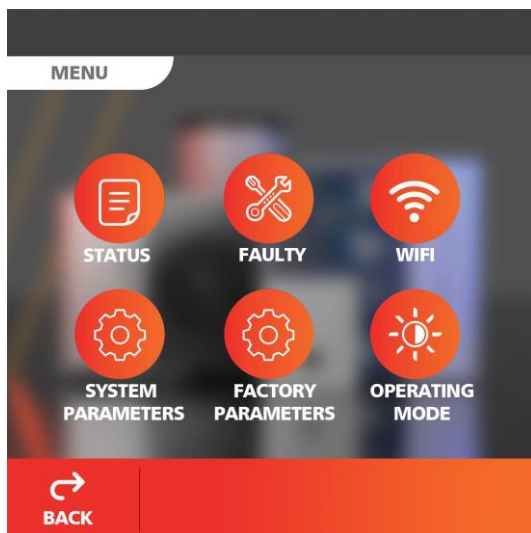 MENU
STATUS
FAULTY
WIFI
SYSTEM
PARAMETERS
FACTORY
PARAMETERS
OPERATING
MODE
BACK